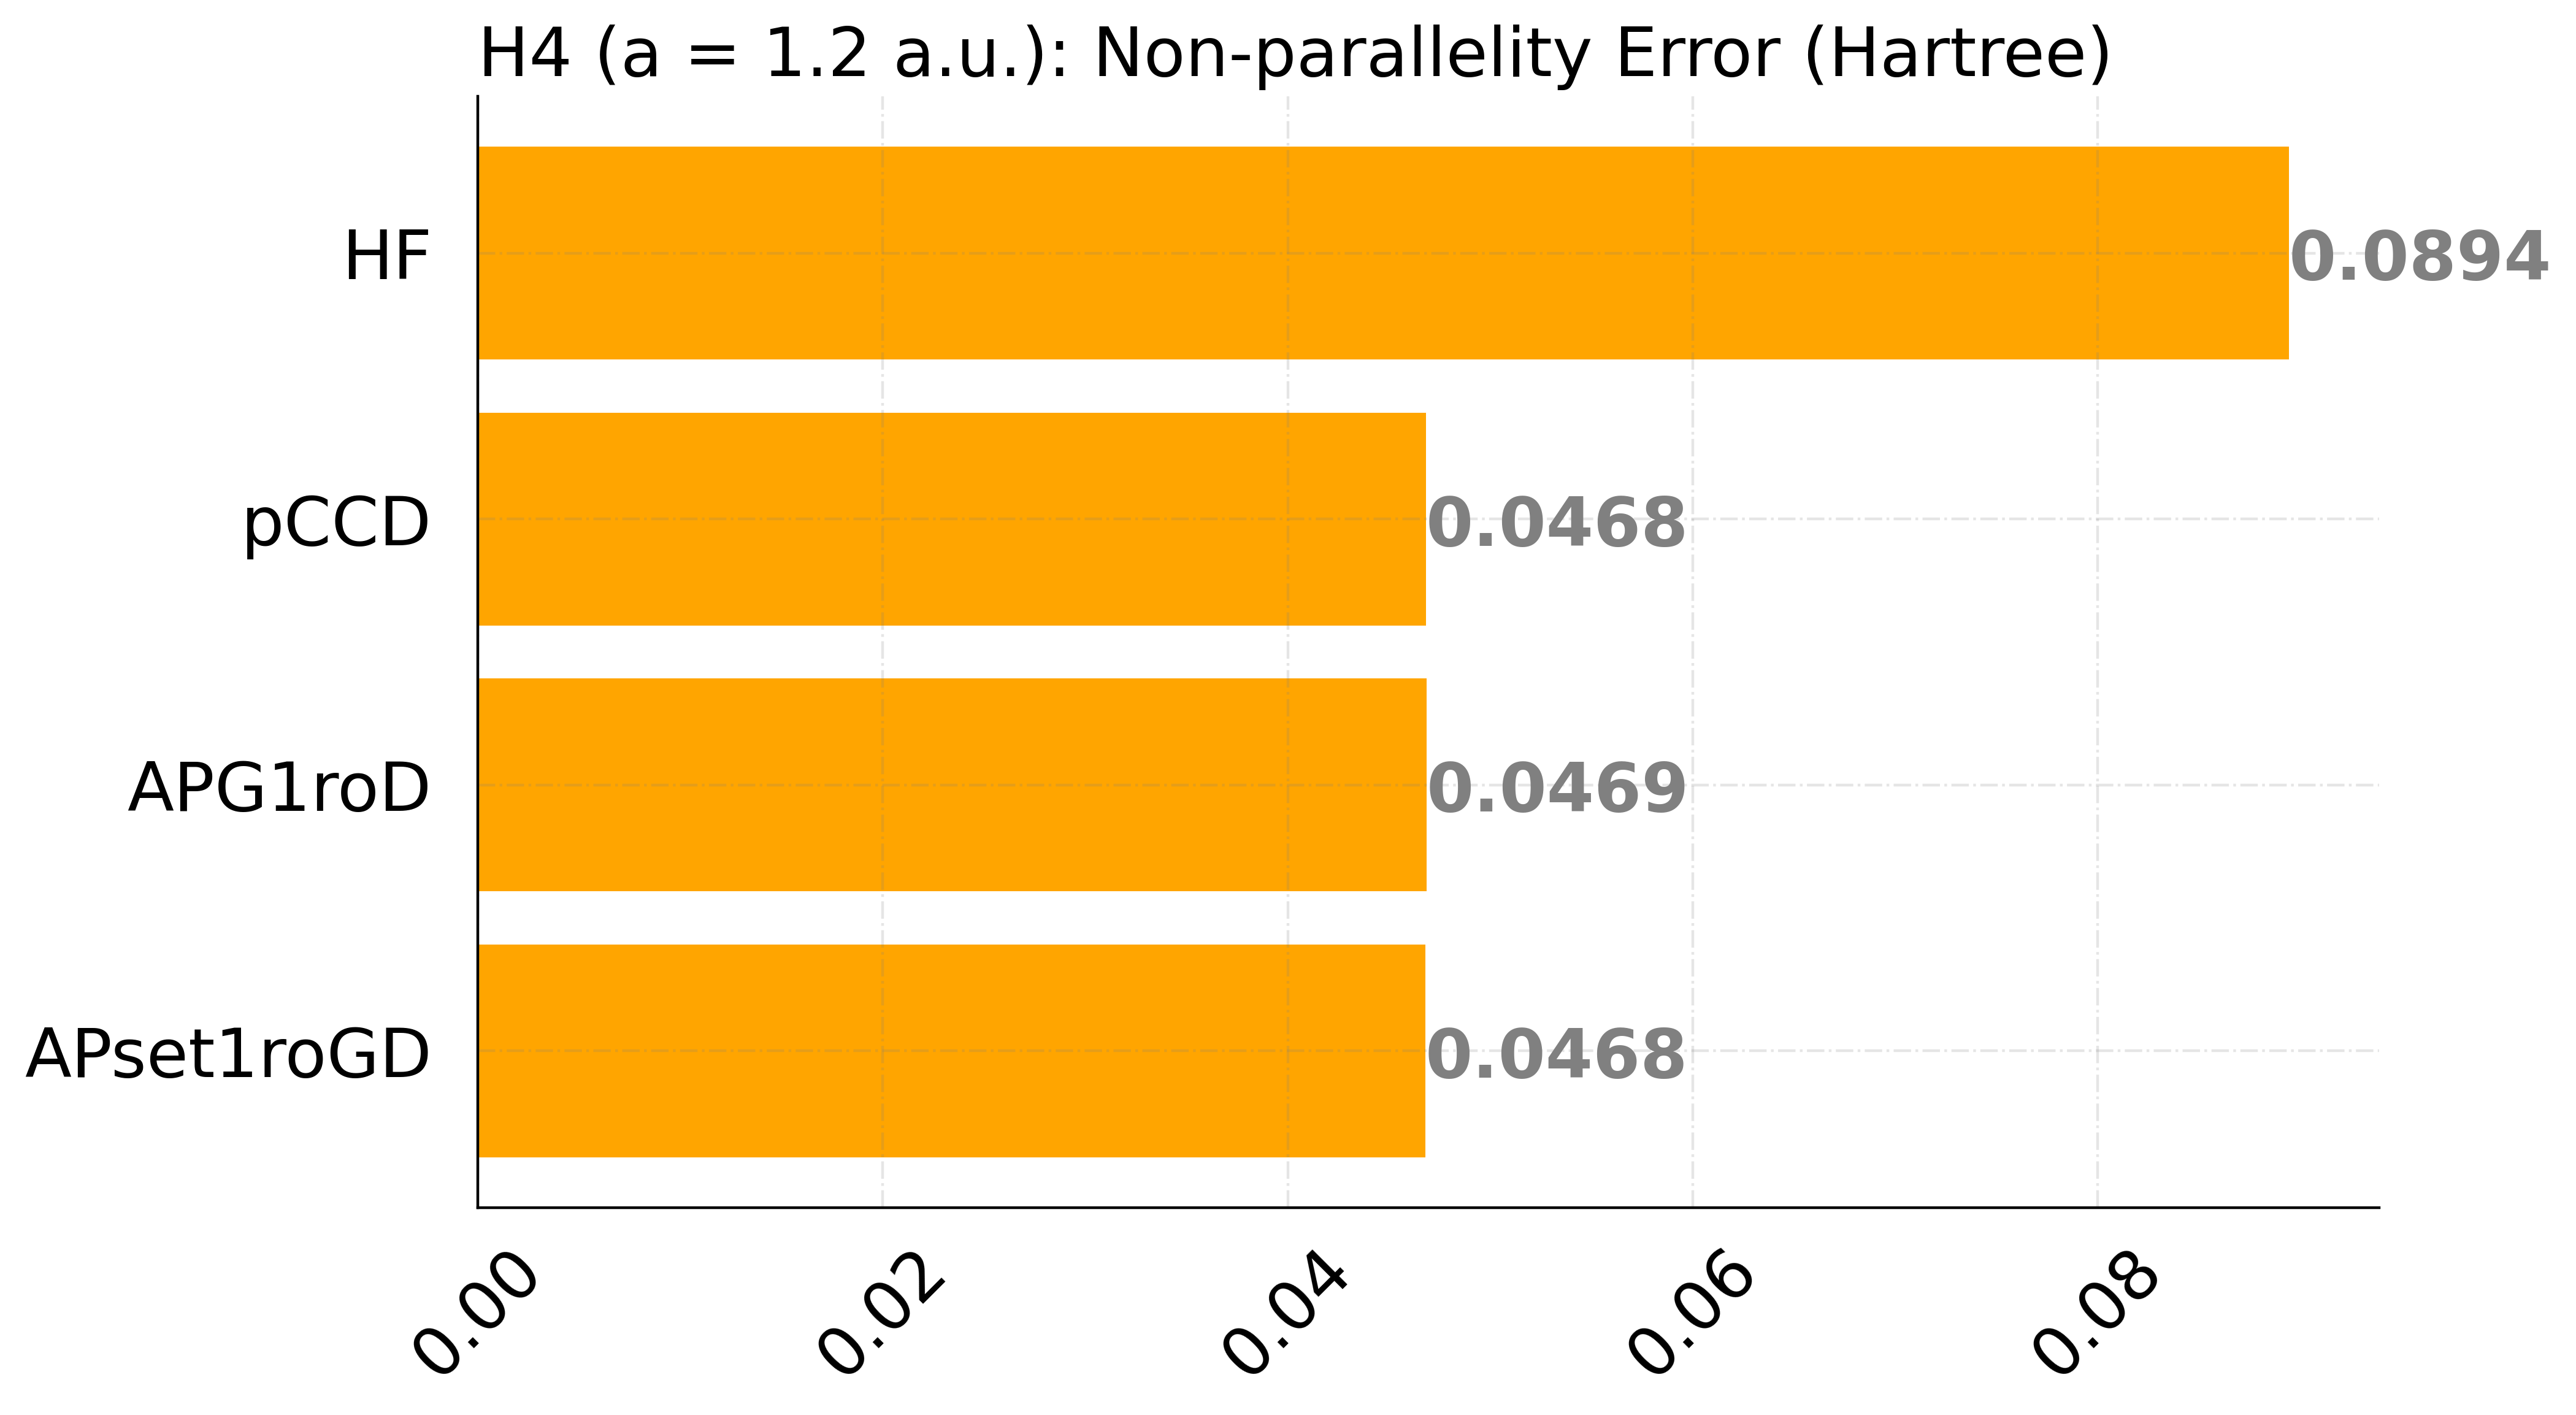 H4 (a = 1.2 a.u.): Non-parallelity Error (Hartree)
HF 0.0894
pCCD 0.0468
APG1roD 0.0469
APset1roGD 0.0468
0.00 0.02 0.04 0.06 0.08